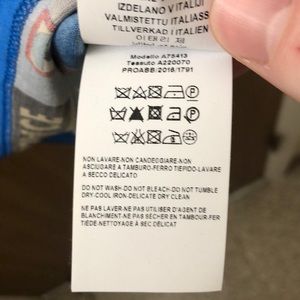 IZDELANO V ITALIJI
VALMISTETTU ITALIASS
TILLVERKAD I ITALIEN
Modello A75413
Tessuto A220070
PROABB/2016/1791
NON LAVARE-NON CANDEGGIARE-NON
ASCIUGARE A TAMBURO-FERRO TIEPIDO-LAVARE
A SECCO DELICATO
DO NOT WASH-DO NOT BLEACH-DO NOT TUMBLE
DRY-COOL IRON-DELICATE DRY CLEAN
NE PAS LAVER-NE PAS UTILISER D'AGENT DE
BLANCHIMENT-NE PAS SÉCHER EN TAMBOUR-FER
TIÉDE-NETTOYAGE À SEC DÉLICAT